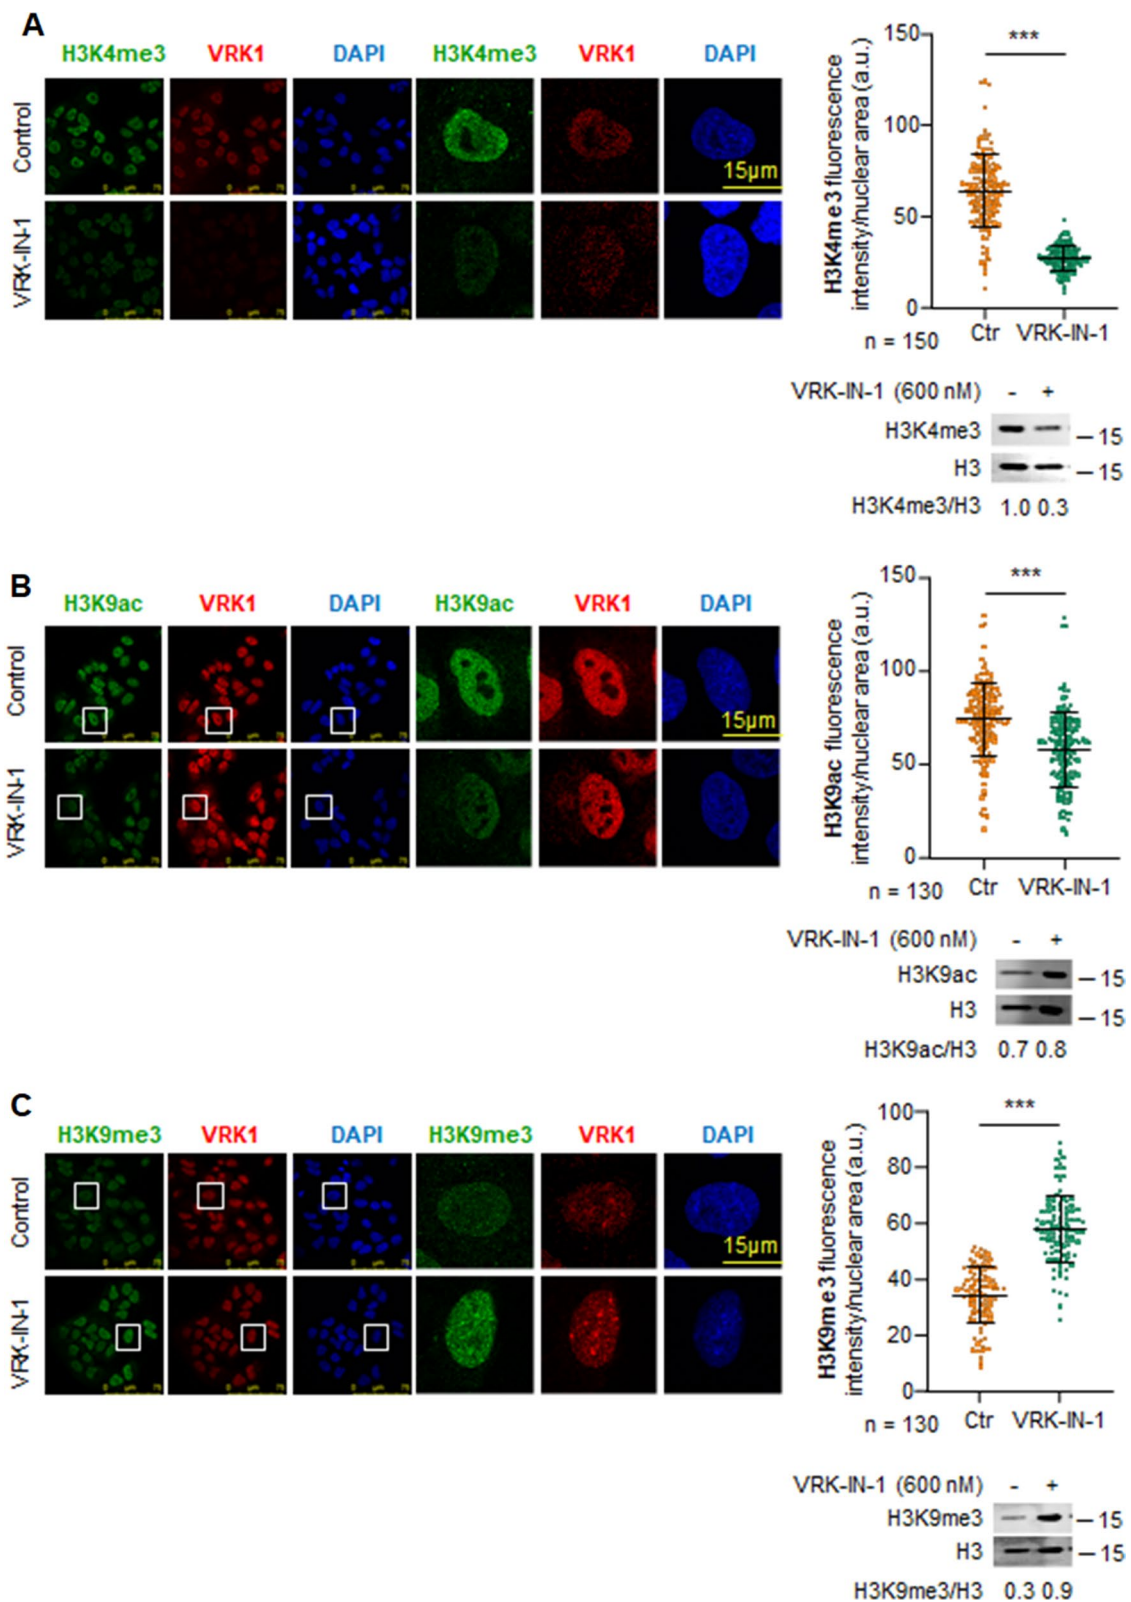 A
H3K4me3 VRK1 DAPI H3K4me3 VRK1 DAPI
Control
15µm
VRK-IN-1
H3K4me3 fluorescence
intensity/nuclear area (a.u.)
150
***
100
50
0
n = 150 Ctr VRK-IN-1
VRK-IN-1 (600 nM) - +
H3K4me3 – 15
H3 – 15
H3K4me3/H3 1.0 0.3
B
H3K9ac VRK1 DAPI H3K9ac VRK1 DAPI
Control
15µm
VRK-IN-1
H3K9ac fluorescence
intensity/nuclear area (a.u.)
150
***
100
50
0
n = 130 Ctr VRK-IN-1
VRK-IN-1 (600 nM) - +
H3K9ac – 15
H3 – 15
H3K9ac/H3 0.7 0.8
C
H3K9me3 VRK1 DAPI H3K9me3 VRK1 DAPI
Control
15µm
VRK-IN-1
H3K9me3 fluorescence
intensity/nuclear area (a.u.)
100
***
80
60
40
20
0
n = 130 Ctr VRK-IN-1
VRK-IN-1 (600 nM) - +
H3K9me3 – 15
H3 – 15
H3K9me3/H3 0.3 0.9